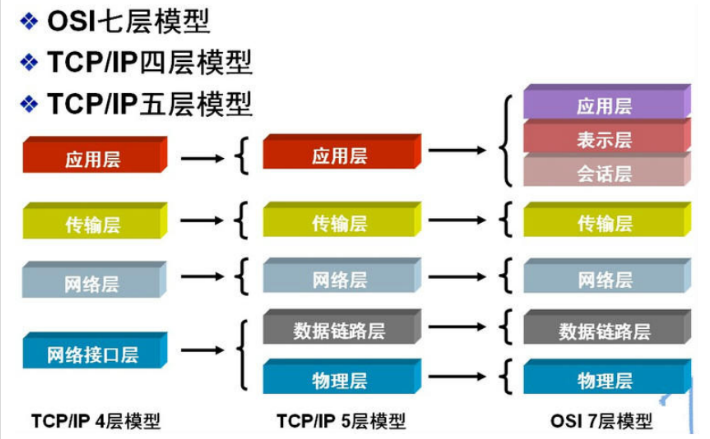 ❖ OSI七层模型
❖ TCP/IP四层模型
❖ TCP/IP五层模型
应用层
传输层
网络层
网络接口层
TCP/IP 4层模型
应用层
传输层
网络层
数据链路层
物理层
TCP/IP 5层模型
应用层
表示层
会话层
传输层
网络层
数据链路层
物理层
OSI 7层模型